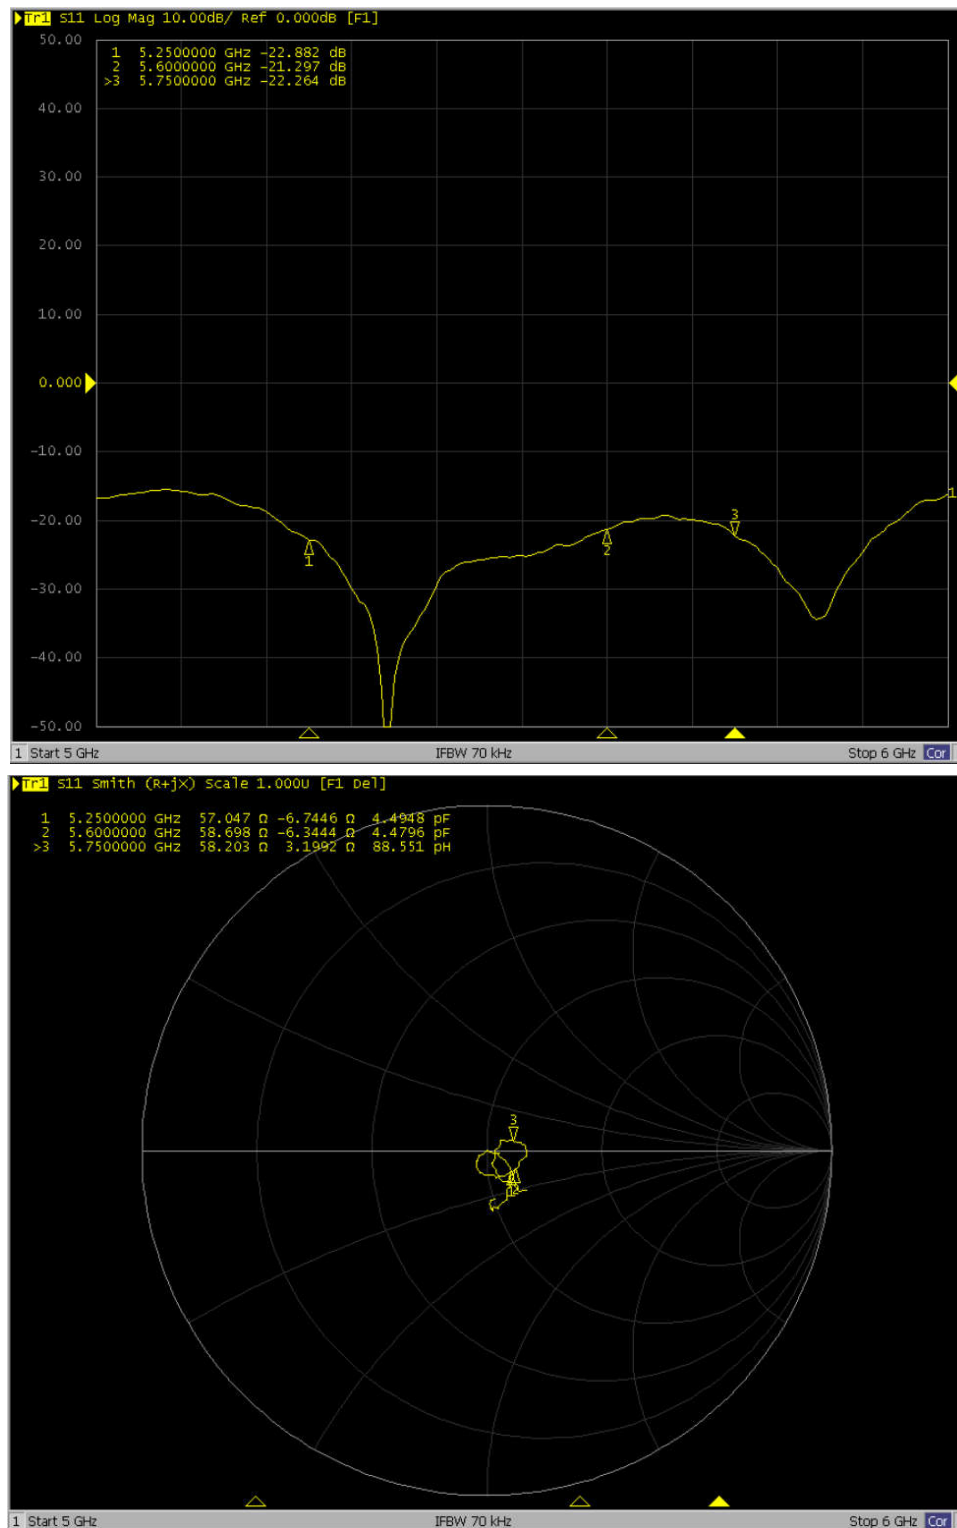 Tr1 S11 Log Mag 10.00dB/ Ref 0.000dB [F1]
50.00
1 5.2500000 GHz -22.882 dB
2 5.6000000 GHz -21.297 dB
>3 5.7500000 GHz -22.264 dB
40.00
30.00
20.00
10.00
0.000
-10.00
-20.00
-30.00
-40.00
-50.00
1
2
3
1
1 Start 5 GHz IFBW 70 kHz Stop 6 GHz Cor
Tr1 S11 Smith (R+jX) Scale 1.000U [F1 Del]
1 5.2500000 GHz 57.047 Ω -6.7446 Ω 4.4948 pF
2 5.6000000 GHz 58.698 Ω -6.3444 Ω 4.4796 pF
>3 5.7500000 GHz 58.203 Ω 3.1992 Ω 88.551 pH
3
1 Start 5 GHz IFBW 70 kHz Stop 6 GHz Cor